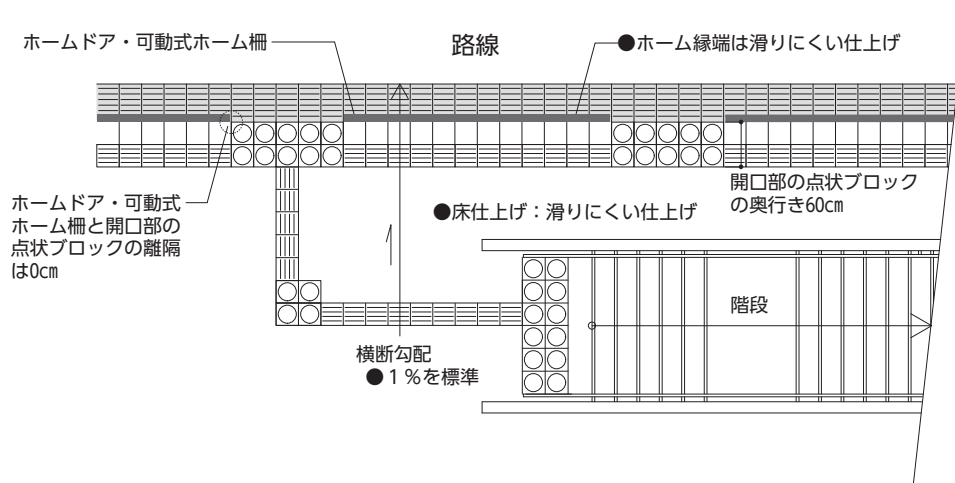 ホームドア・可動式ホーム柵
路線
●ホーム縁端は滑りにくい仕上げ
ホームドア・可動式
ホーム柵と開口部の
点状ブロックの離隔
は0㎝
●床仕上げ：滑りにくい仕上げ
開口部の点状ブロック
の奥行き60㎝
階段
横断勾配
●１％を標準